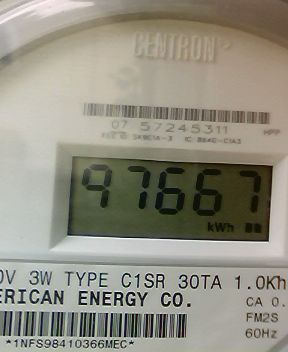 CENTRON
07 57245311
97667
kWh
0V 3W TYPE C1SR 30TA 1.0Kh
ERICAN ENERGY CO.
CA 0.
FM2S
60Hz
*1NFS98410366MEC*